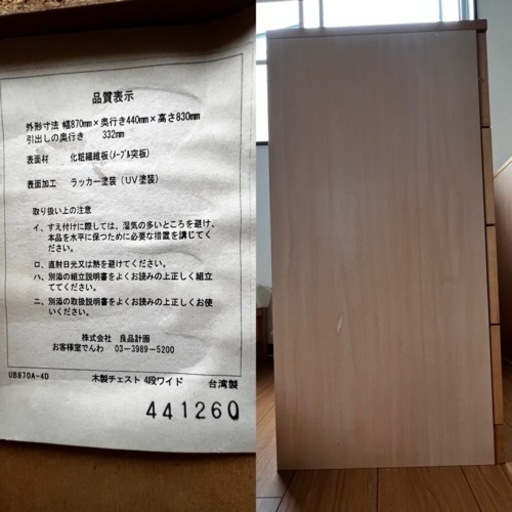 品質表示
外形寸法 幅870mm×奥行き440mm×高さ830mm
引出しの奥行き 332mm
表面材 化粧繊維板(メープル突板)
表面加工 ラッカー塗装(UV塗装)
取り扱い上の注意
イ、すえ付けに際しては、湿気の多いところを避け、
本品を水平に保つために必要な措置を講じてく
ださい。
ロ、直射日光又は熱を避けてください。
ハ、別添の組立説明書をよくお読みの上正しく組立
ててください。
ニ、別添の取扱説明書をよくお読みの上正しくお使
いください。
株式会社 良品計画
お客様室でんわ 03-3989-5200
UB870A-4D 木製チェスト 4段ワイド 台湾製
441260